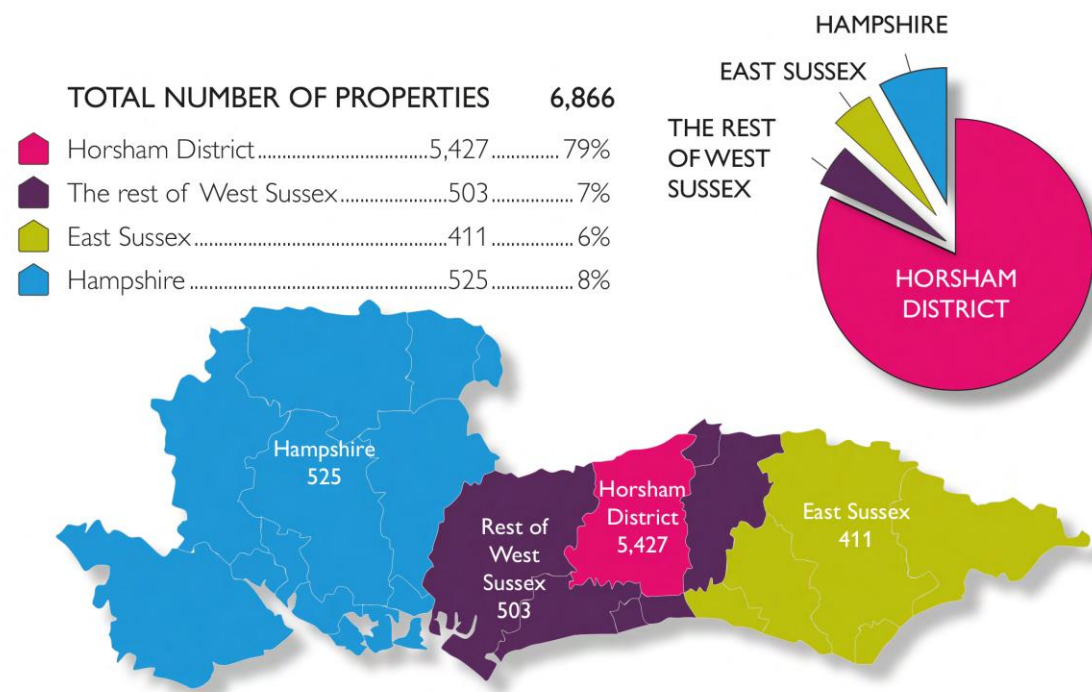 TOTAL NUMBER OF PROPERTIES 6,866
Horsham District 5,427 79%
The rest of West Sussex 503 7%
East Sussex 411 6%
Hampshire 525 8%
HAMPSHIRE
EAST SUSSEX
THE REST
OF WEST
SUSSEX
HORSHAM
DISTRICT
Hampshire
525
Rest of
West
Sussex
503
Horsham
District
5,427
East Sussex
411